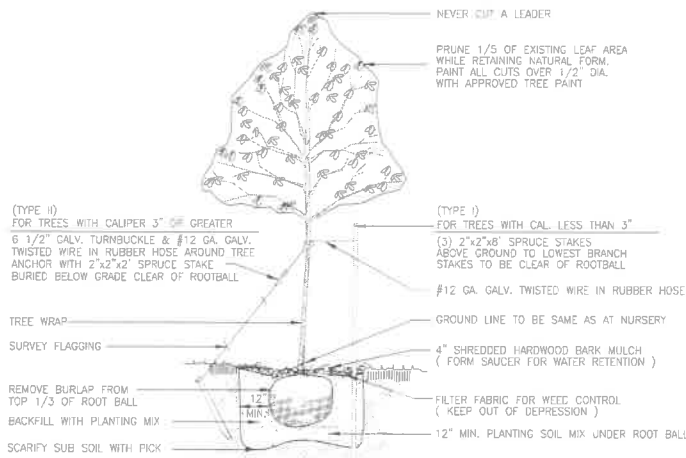 NEVER CUT A LEADER
PRUNE 1/5 OF EXISTING LEAF AREA
WHILE RETAINING NATURAL FORM.
PAINT ALL CUTS OVER 1/2" DIA.
WITH APPROVED TREE PAINT
(TYPE II)
FOR TREES WITH CALIPER 3" OR GREATER
6 1/2" GALV. TURNBUCKLE & #12 GA. GALV.
TWISTED WIRE IN RUBBER HOSE AROUND TREE
ANCHOR WITH 2"x2"x2' SPRUCE STAKE
BURIED BELOW GRADE CLEAR OF ROOTBALL
(TYPE I)
FOR TREES WITH CAL. LESS THAN 3"
(3) 2"x2"x8' SPRUCE STAKES
ABOVE GROUND TO LOWEST BRANCH
STAKES TO BE CLEAR OF ROOTBALL
#12 GA. GALV. TWISTED WIRE IN RUBBER HOSE
TREE WRAP
SURVEY FLAGGING
GROUND LINE TO BE SAME AS AT NURSERY
4" SHREDDED HARDWOOD BARK MULCH
( FORM SAUCER FOR WATER RETENTION )
REMOVE BURLAP FROM
TOP 1/3 OF ROOT BALL
12"
MIN.
BACKFILL WITH PLANTING MIX
SCARIFY SUB SOIL WITH PICK
FILTER FABRIC FOR WEED CONTROL
( KEEP OUT OF DEPRESSION )
12" MIN. PLANTING SOIL MIX UNDER ROOT BALL